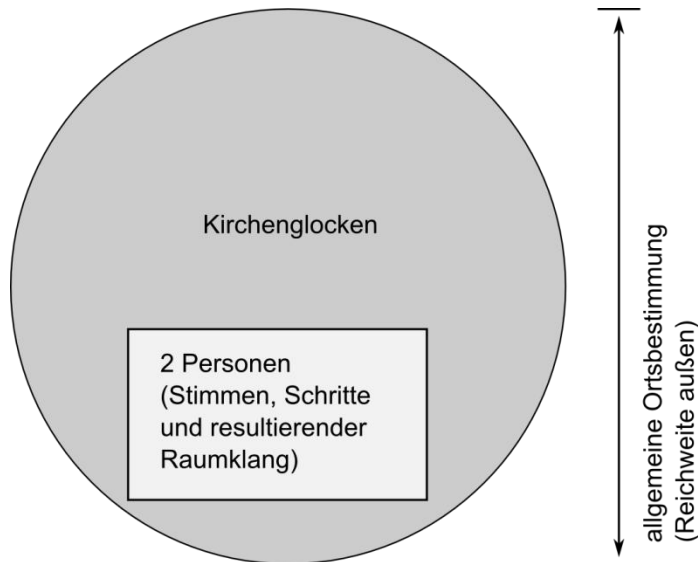 Kirchenglocken
2 Personen
(Stimmen, Schritte
und resultierender
Raumklang)
allgemeine Ortsbestimmung
(Reichweite außen)